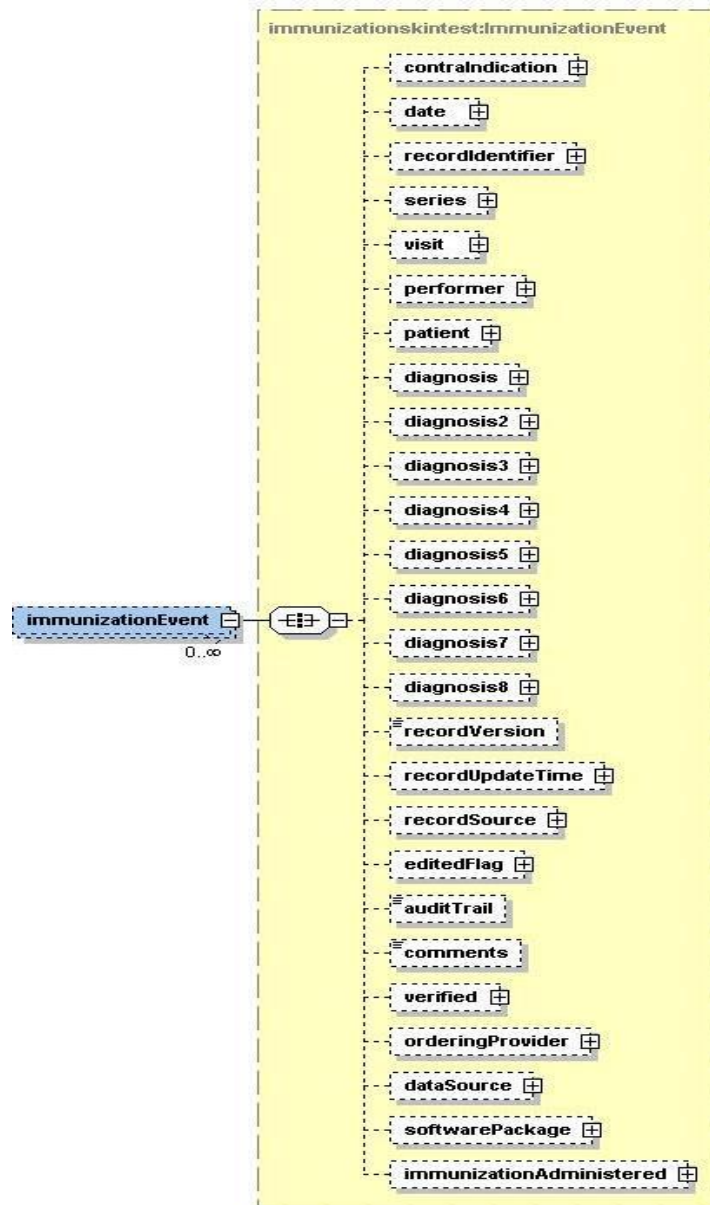 immunizationskintest:ImmunizationEvent
contraIndication
date
recordIdentifier
series
visit
performer
patient
diagnosis
diagnosis2
diagnosis3
diagnosis4
diagnosis5
diagnosis6
immunizationEvent
0..∞
diagnosis7
diagnosis8
recordVersion
recordUpdateTime
recordSource
editedFlag
auditTrail
comments
verified
orderingProvider
dataSource
softwarePackage
immunizationAdministered